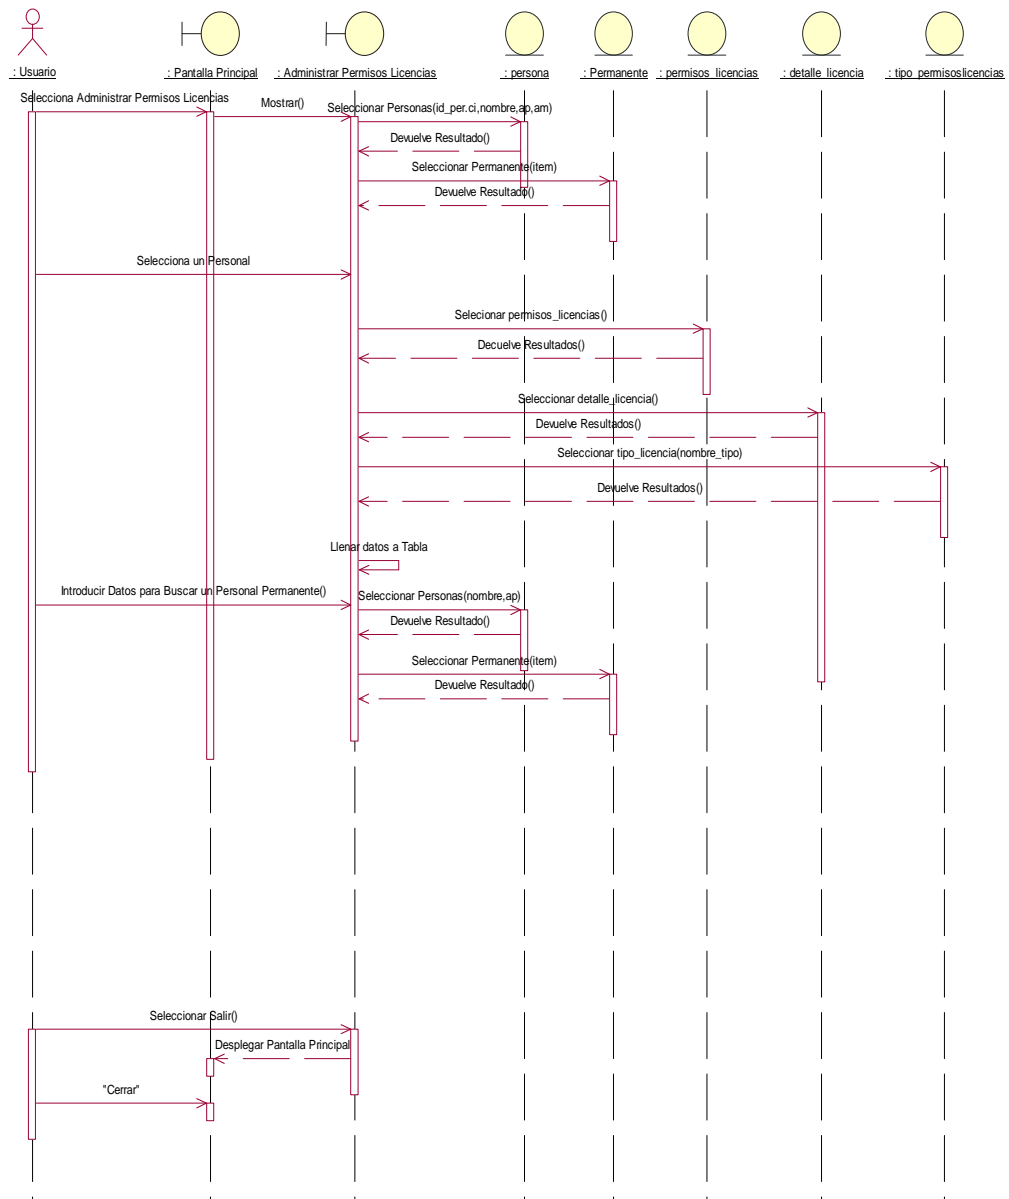 : Usuario
: Pantalla Principal
: Administrar Permisos Licencias
: persona
: Permanente
: permisos_licencias
: detalle_licencia
: tipo_permisoslicencias
Selecciona Administrar Permisos Licencias
Mostrar()
Seleccionar Personas(id_per.ci,nombre,ap,am)
Devuelve Resultado()
Seleccionar Permanente(item)
Devuelve Resultado()
Selecciona un Personal
Selecionar permisos_licencias()
Decuelve Resultados()
Seleccionar detalle_licencia()
Devuelve Resultados()
Seleccionar tipo_licencia(nombre_tipo)
Devuelve Resultados()
Llenar datos a Tabla
Introducir Datos para Buscar un Personal Permanente()
Seleccionar Personas(nombre,ap)
Devuelve Resultado()
Seleccionar Permanente(item)
Devuelve Resultado()
Seleccionar Salir()
Desplegar Pantalla Principal
"Cerrar"